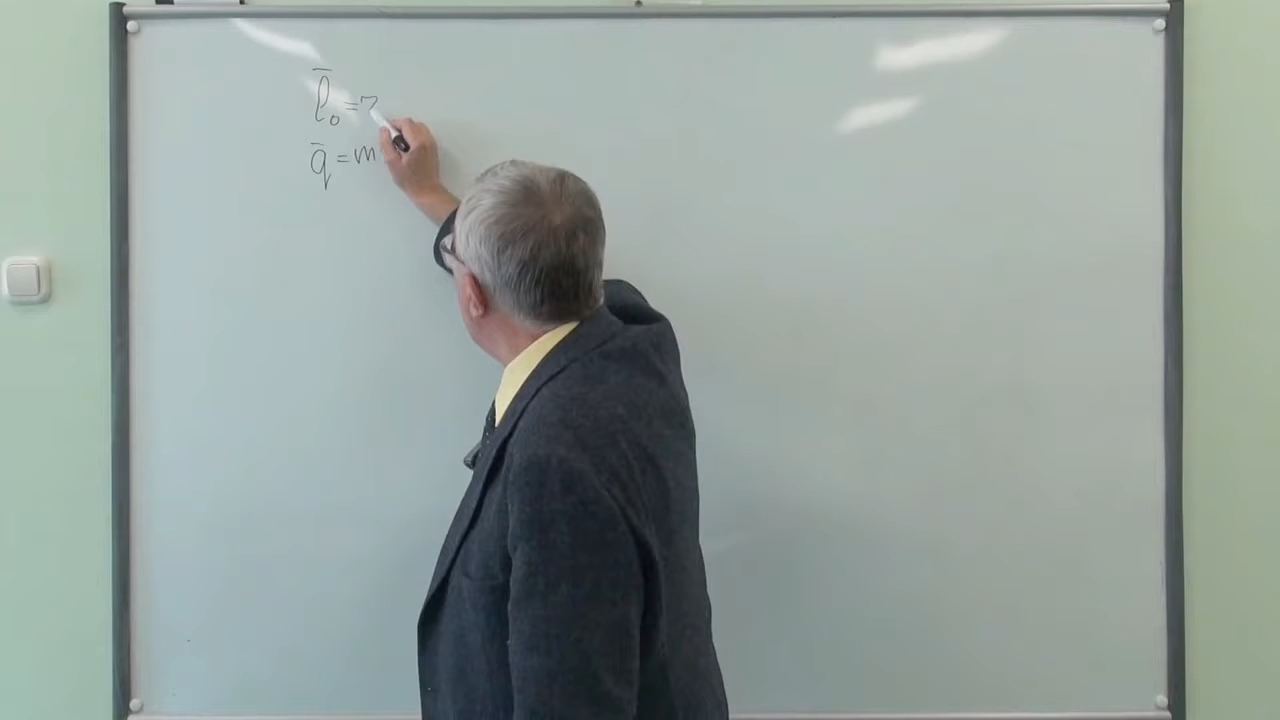 l̄₀ =
q̄ = m